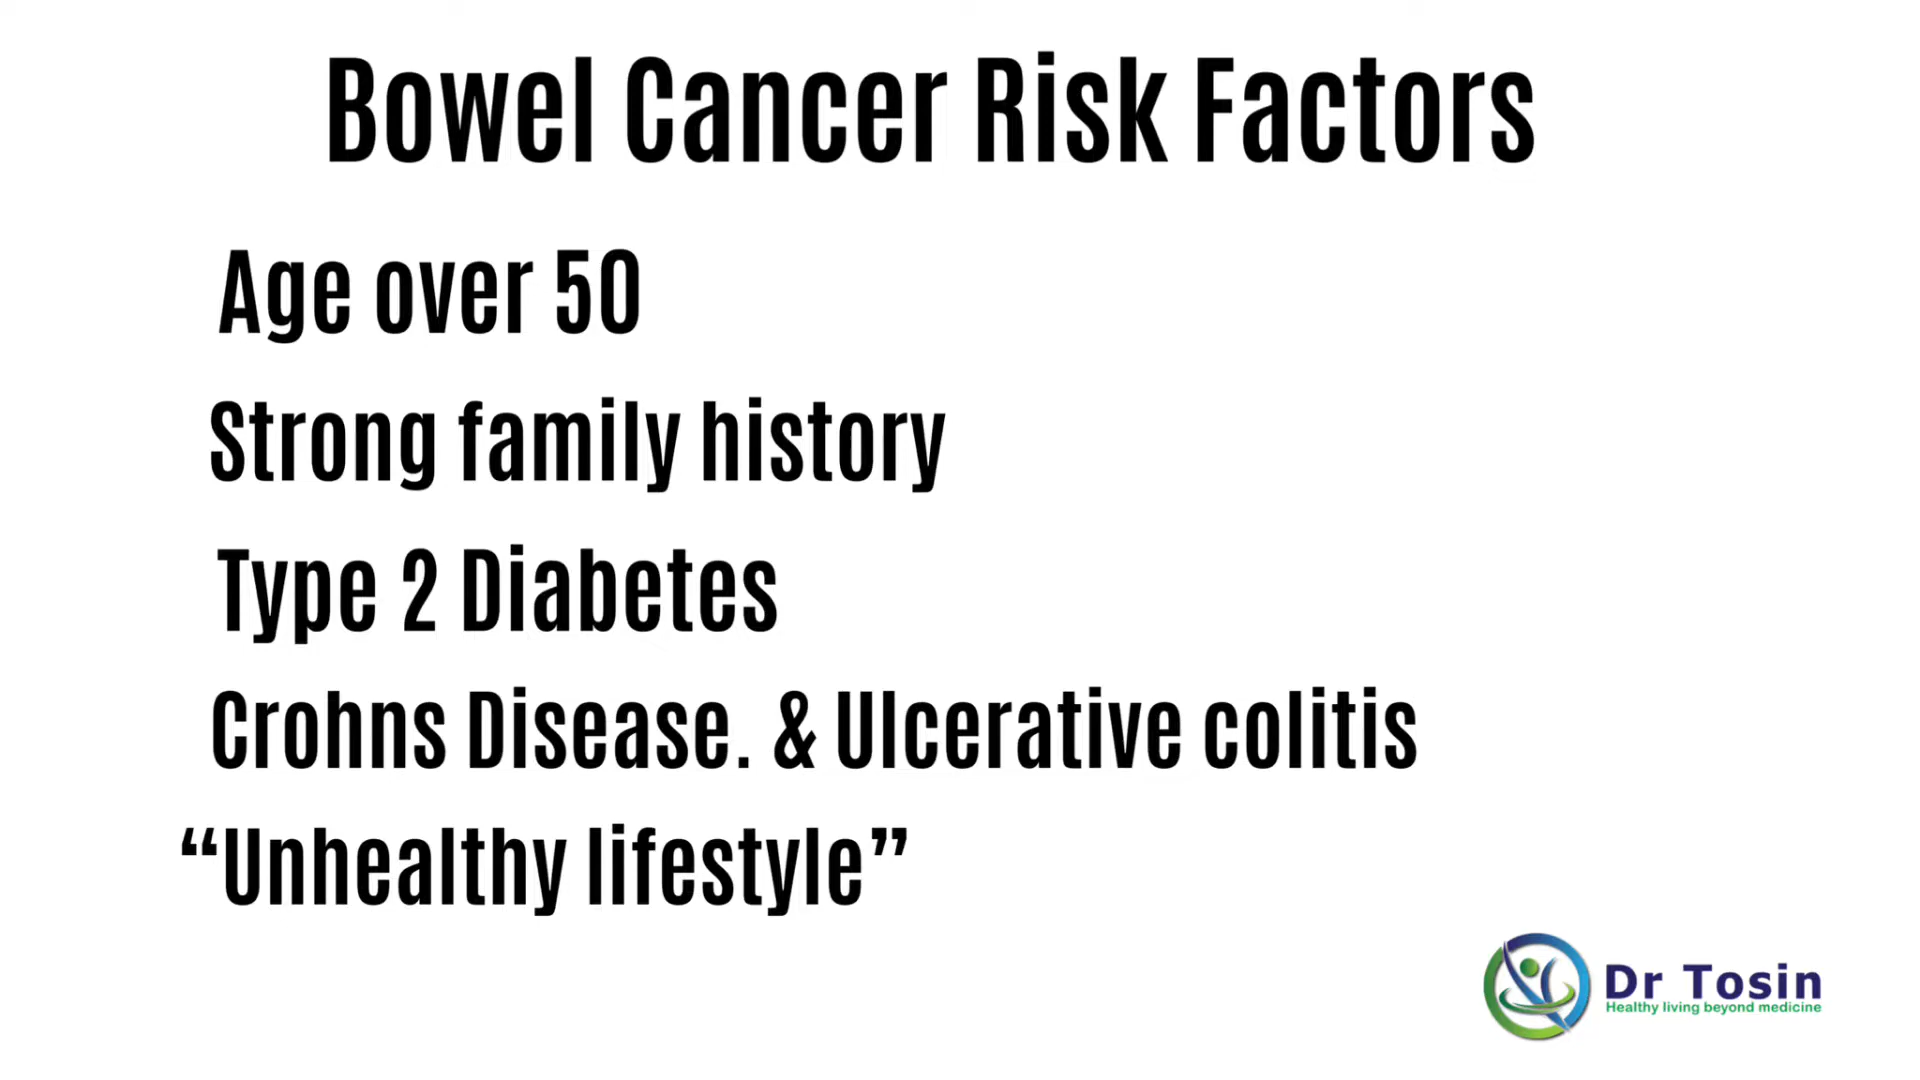 Bowel Cancer Risk Factors
Age over 50
Strong family history
Type 2 Diabetes
Crohns Disease. & Ulcerative colitis
“Unhealthy lifestyle”
Dr Tosin
Healthy living beyond medicine